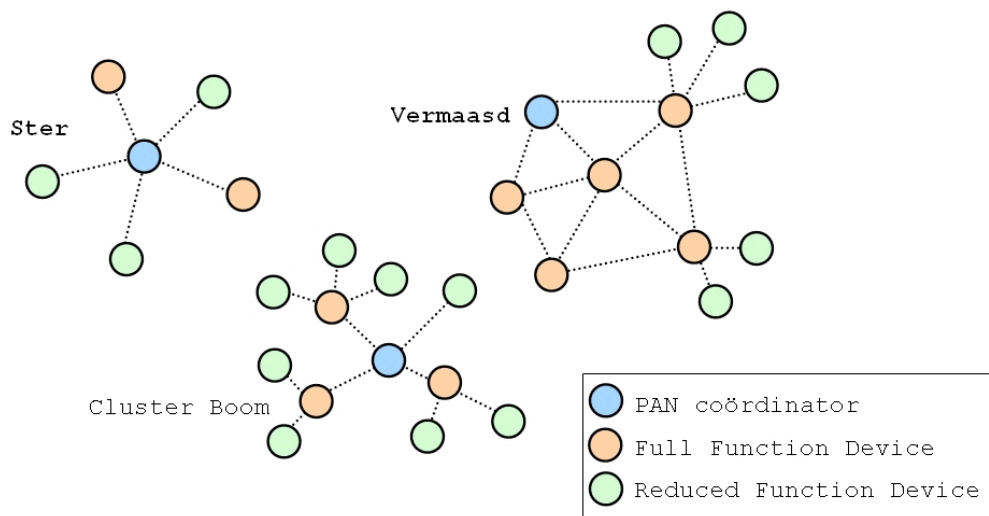 Ster
Vermaasd
Cluster Boom
PAN coördinator
Full Function Device
Reduced Function Device